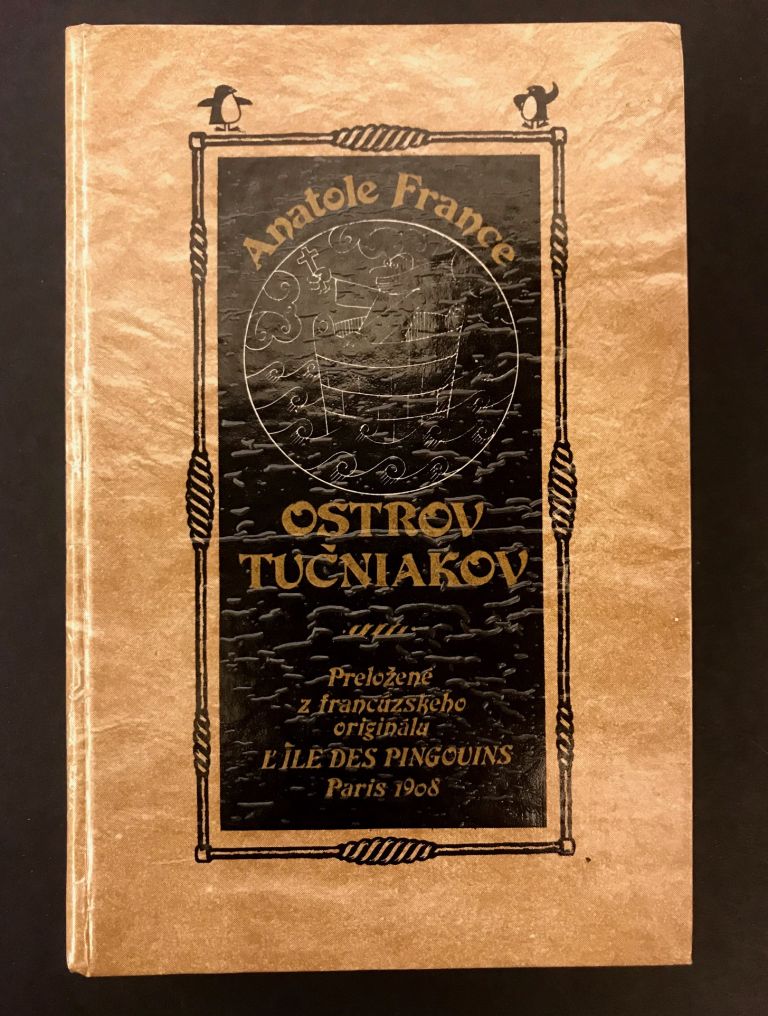 Anatole France
OSTROV
TUČNIAKOV
Preložené
z francúzskeho
originálu
L'ÎLE DES PINGOUINS
Paris 1908